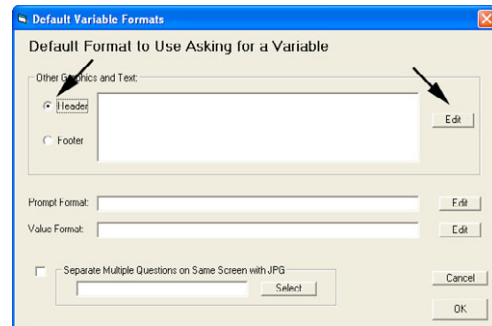 Default Variable Formats
Default Format to Use Asking for a Variable
Other Graphics and Text:
Header
Edit
Footer
Prompt Format:
Edit
Value Format:
Edit
Separate Multiple Questions on Same Screen with JPG
Select
Cancel
OK